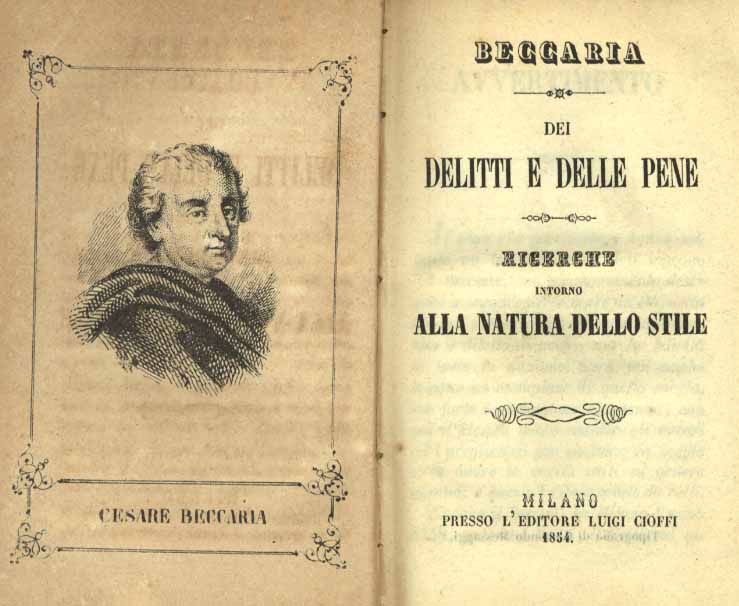 CESARE BECCARIA
BECCARIA
DEI
DELITTI E DELLE PENE
RICERCHE
INTORNO
ALLA NATURA DELLO STILE
MILANO
PRESSO L'EDITORE LUIGI CIOFFI
1854.